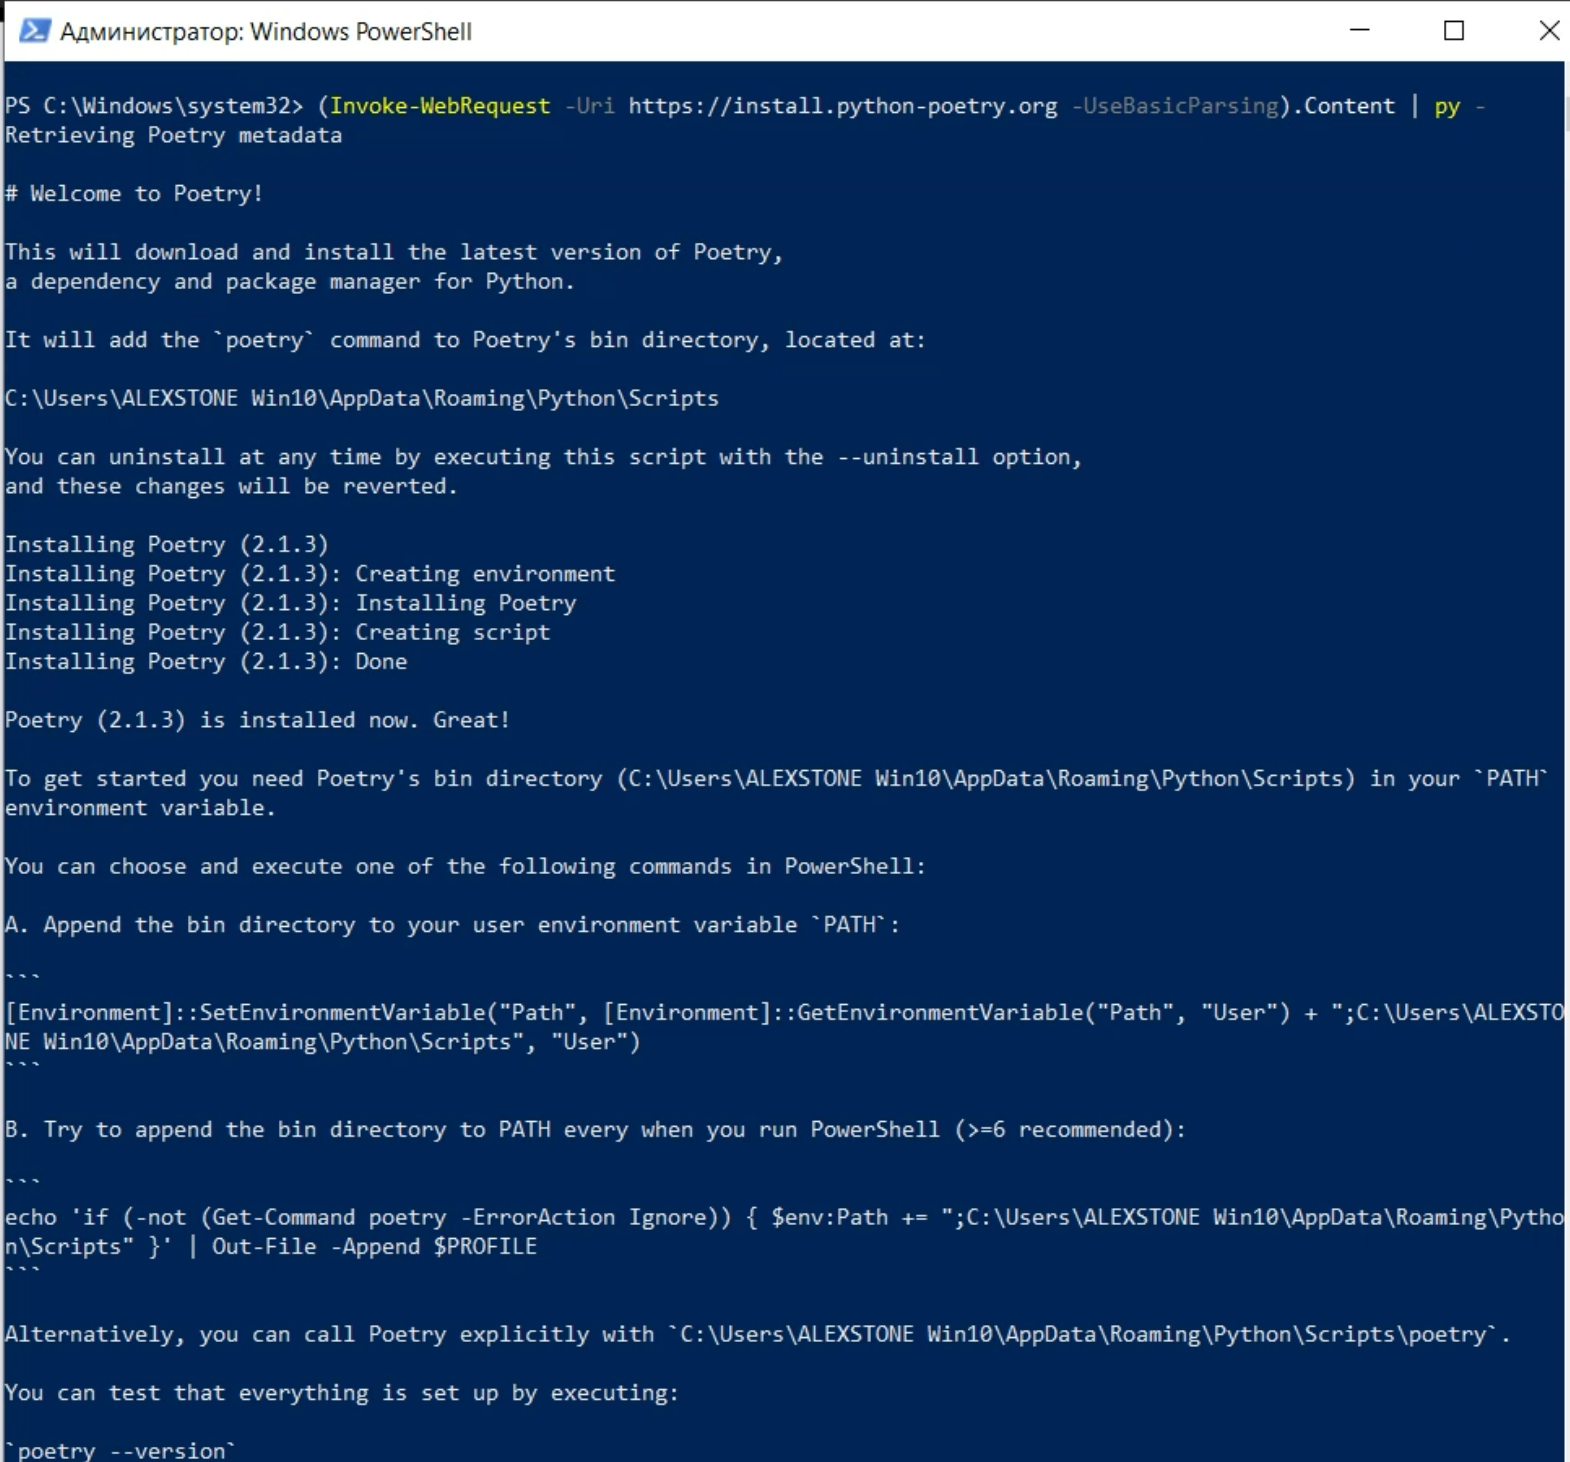 Администратор: Windows PowerShell
PS C:\Windows\system32> (Invoke-WebRequest -Uri https://install.python-poetry.org -UseBasicParsing).Content | py -
Retrieving Poetry metadata
# Welcome to Poetry!
This will download and install the latest version of Poetry,
a dependency and package manager for Python.
It will add the `poetry` command to Poetry's bin directory, located at:
C:\Users\ALEXSTONE Win10\AppData\Roaming\Python\Scripts
You can uninstall at any time by executing this script with the --uninstall option,
and these changes will be reverted.
Installing Poetry (2.1.3)
Installing Poetry (2.1.3): Creating environment
Installing Poetry (2.1.3): Installing Poetry
Installing Poetry (2.1.3): Creating script
Installing Poetry (2.1.3): Done
Poetry (2.1.3) is installed now. Great!
To get started you need Poetry's bin directory (C:\Users\ALEXSTONE Win10\AppData\Roaming\Python\Scripts) in your `PATH`
environment variable.
You can choose and execute one of the following commands in PowerShell:
A. Append the bin directory to your user environment variable `PATH`:
```
[Environment]::SetEnvironmentVariable("Path", [Environment]::GetEnvironmentVariable("Path", "User") + ";C:\Users\ALEXSTO
NE Win10\AppData\Roaming\Python\Scripts", "User")
```
B. Try to append the bin directory to PATH every when you run PowerShell (>=6 recommended):
```
echo 'if (-not (Get-Command poetry -ErrorAction Ignore)) { $env:Path += ";C:\Users\ALEXSTONE Win10\AppData\Roaming\Pytho
n\Scripts" }' | Out-File -Append $PROFILE
```
Alternatively, you can call Poetry explicitly with `C:\Users\ALEXSTONE Win10\AppData\Roaming\Python\Scripts\poetry`.
You can test that everything is set up by executing:
`poetry --version`